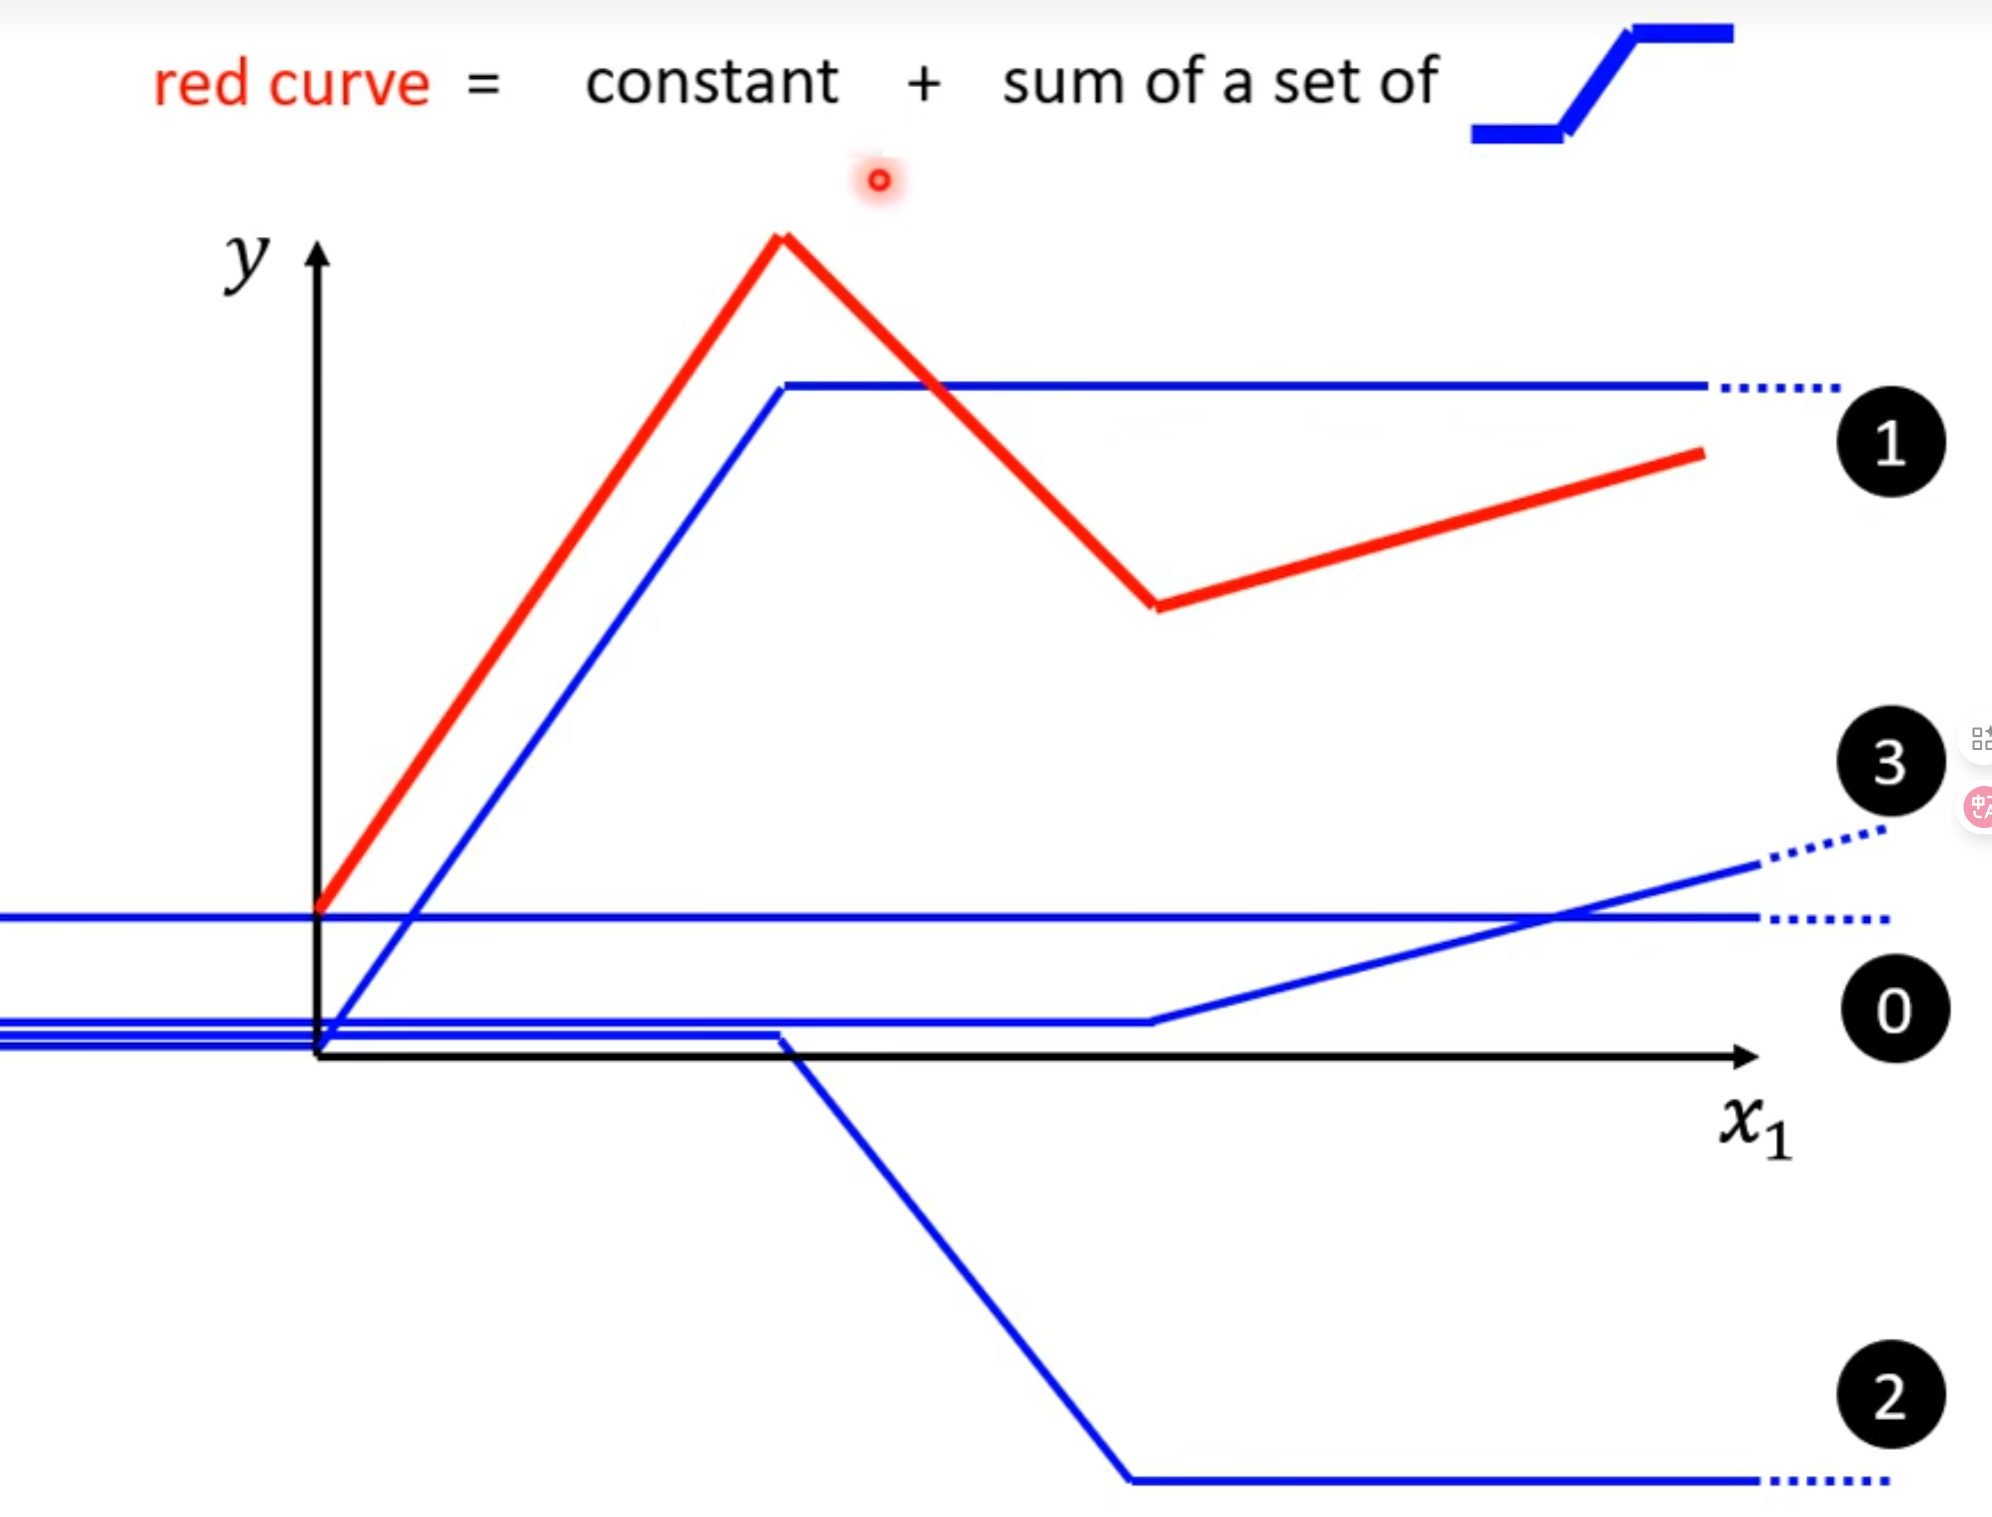 red curve = constant + sum of a set of
y
1
3
0
x₁
2